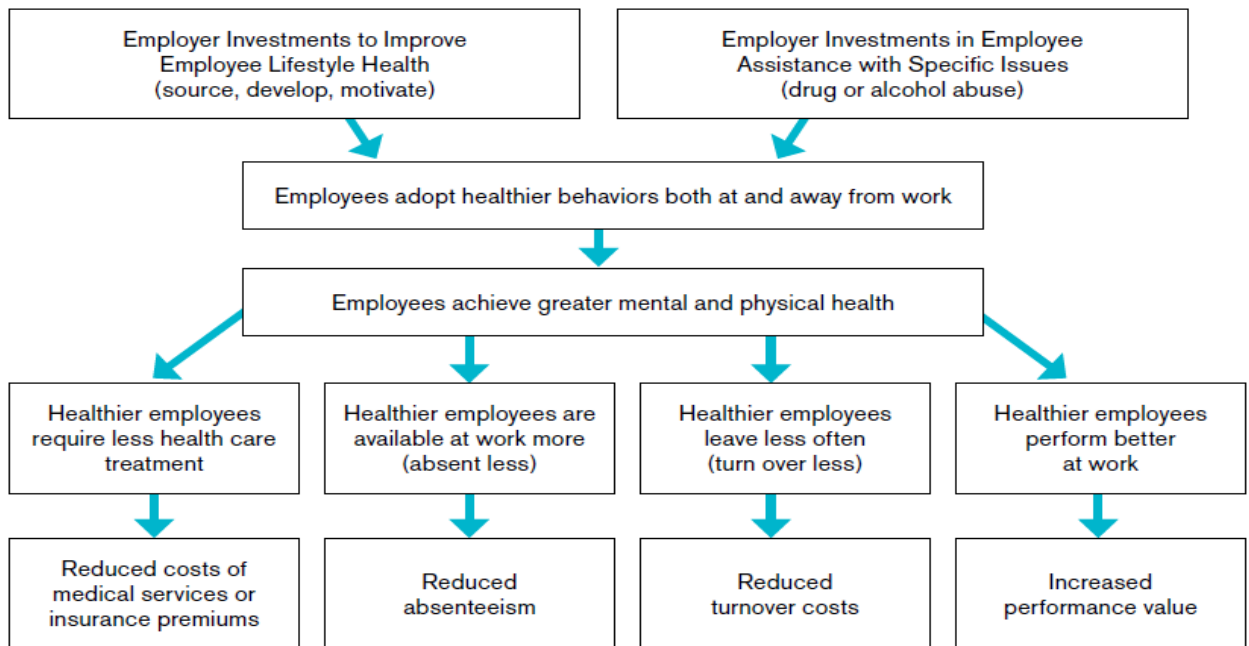 Employer Investments to Improve
Employee Lifestyle Health
(source, develop, motivate)
Employer Investments in Employee
Assistance with Specific Issues
(drug or alcohol abuse)
Employees adopt healthier behaviors both at and away from work
Employees achieve greater mental and physical health
Healthier employees
require less health care
treatment
Healthier employees are
available at work more
(absent less)
Healthier employees
leave less often
(turn over less)
Healthier employees
perform better
at work
Reduced costs of
medical services or
insurance premiums
Reduced
absenteeism
Reduced
turnover costs
Increased
performance value